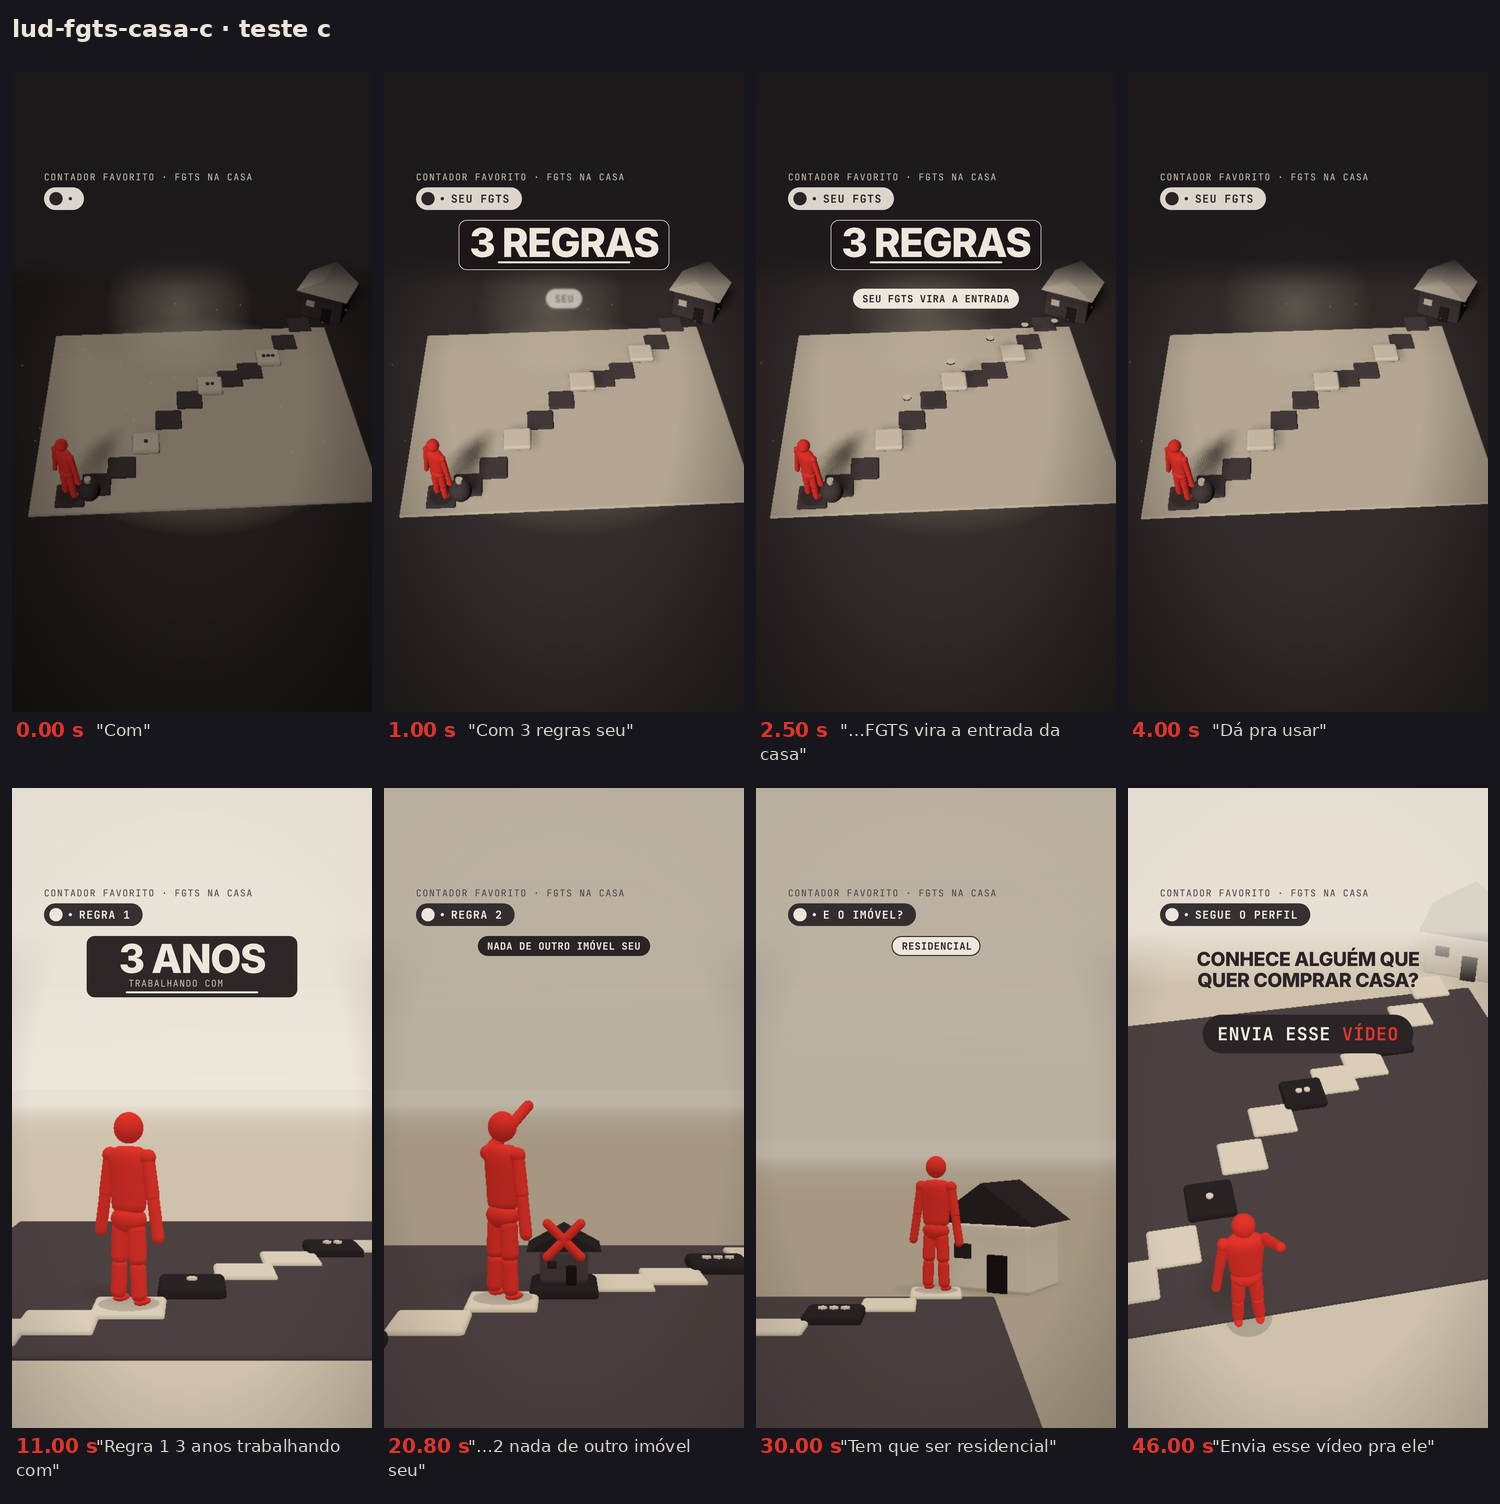 lud-fgts-casa-c · teste c
CONTADOR FAVORITO · FGTS NA CASA
CONTADOR FAVORITO · FGTS NA CASA
• SEU FGTS
3 REGRAS
SEU
CONTADOR FAVORITO · FGTS NA CASA
• SEU FGTS
3 REGRAS
SEU FGTS VIRA A ENTRADA
CONTADOR FAVORITO · FGTS NA CASA
• SEU FGTS
0.00 s "Com"
1.00 s "Com 3 regras seu"
2.50 s "...FGTS vira a entrada da
casa"
4.00 s "Dá pra usar"
CONTADOR FAVORITO · FGTS NA CASA
• REGRA 1
3 ANOS
TRABALHANDO COM
CONTADOR FAVORITO · FGTS NA CASA
• REGRA 2
NADA DE OUTRO IMÓVEL SEU
CONTADOR FAVORITO · FGTS NA CASA
• E O IMÓVEL?
RESIDENCIAL
CONTADOR FAVORITO · FGTS NA CASA
• SEGUE O PERFIL
CONHECE ALGUÉM QUE
QUER COMPRAR CASA?
ENVIA ESSE VÍDEO
11.00 s "Regra 1 3 anos trabalhando
com"
20.80 s "...2 nada de outro imóvel
seu"
30.00 s "Tem que ser residencial"
46.00 s "Envia esse vídeo pra ele"